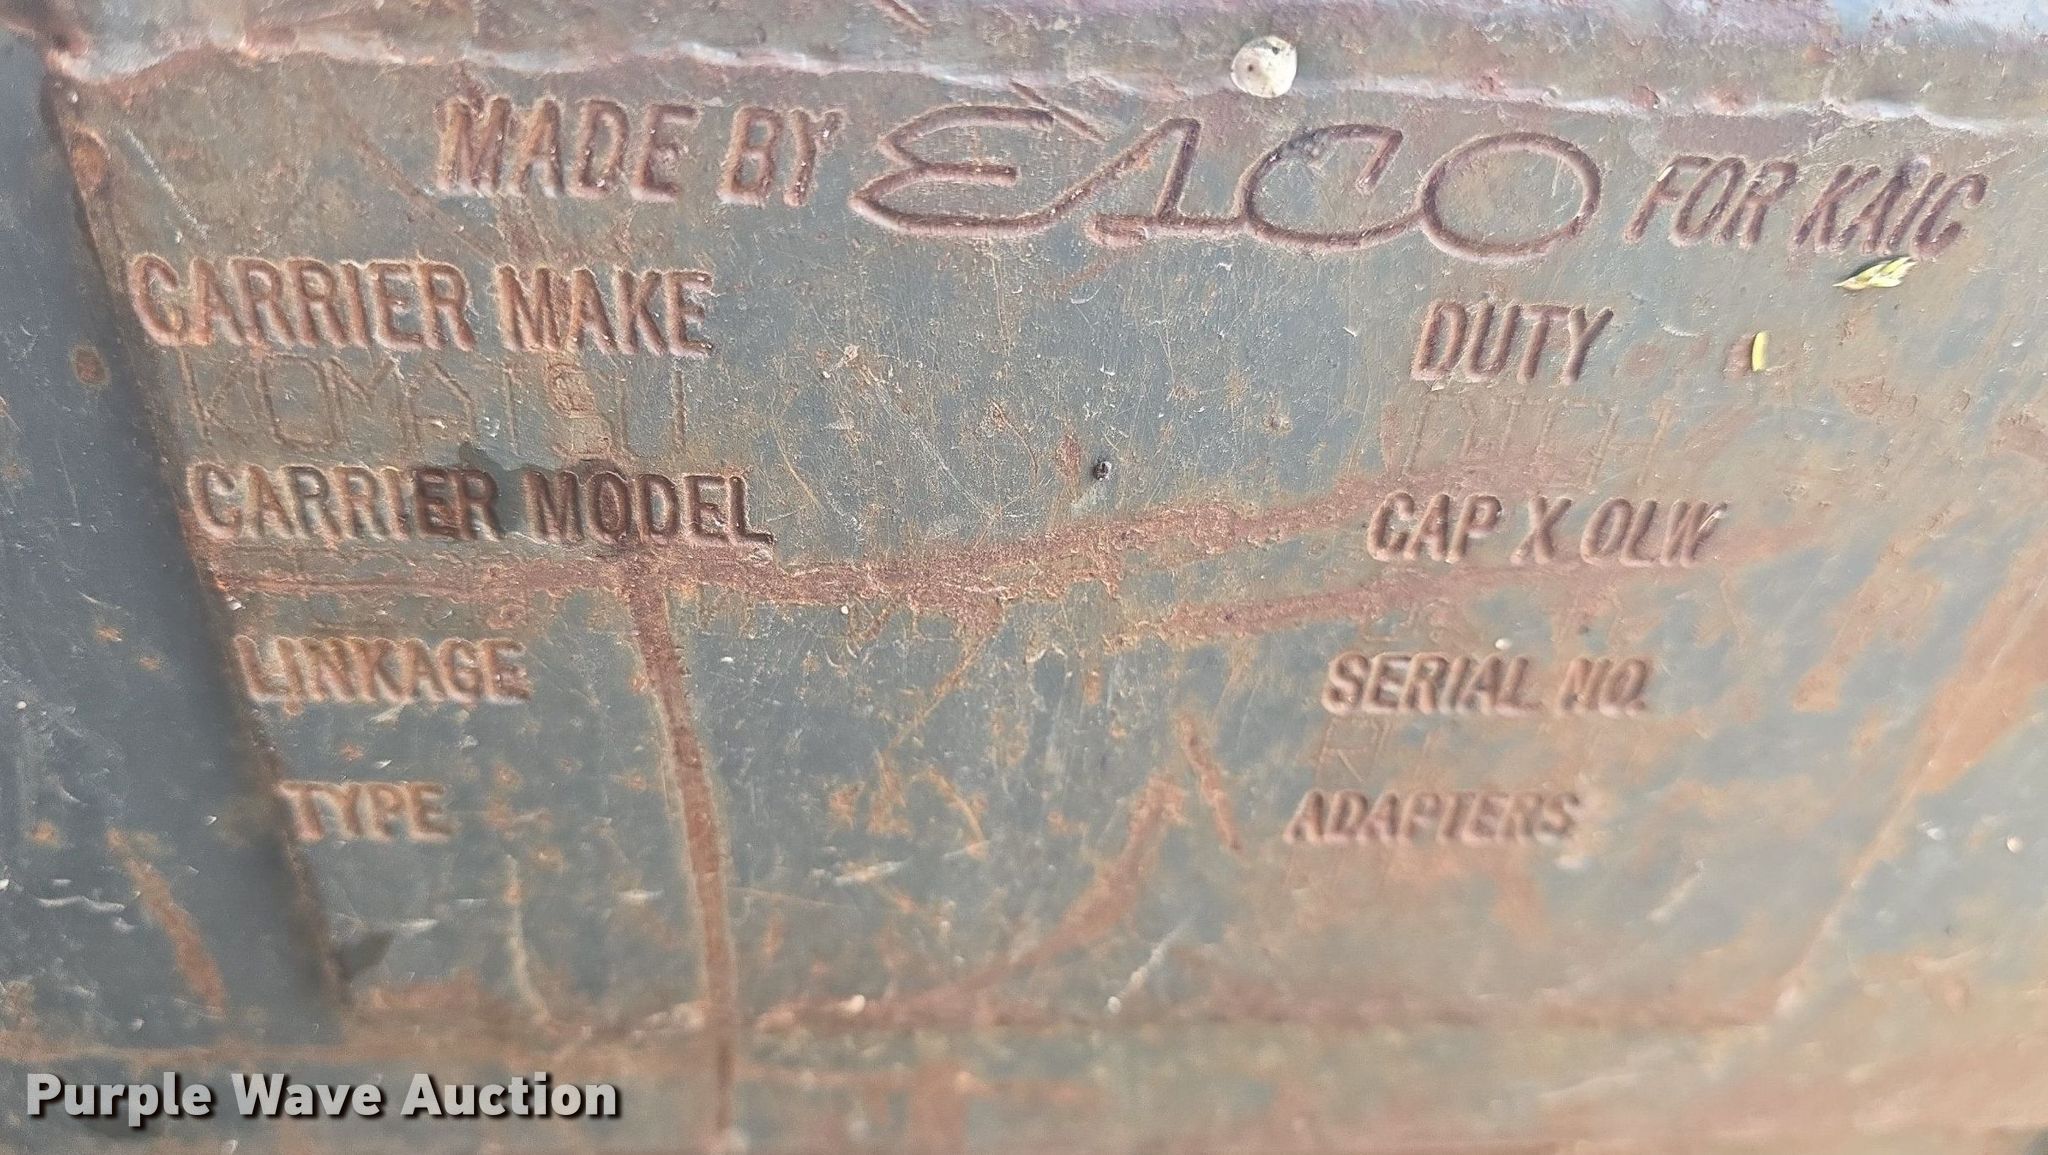 MADE BY ESCO FOR KAIC
CARRIER MAKE
DUTY
KOMATSU
CARRIER MODEL
CAP X OLW
LINKAGE
SERIAL NO.
TYPE
ADAPTERS
Purple Wave Auction